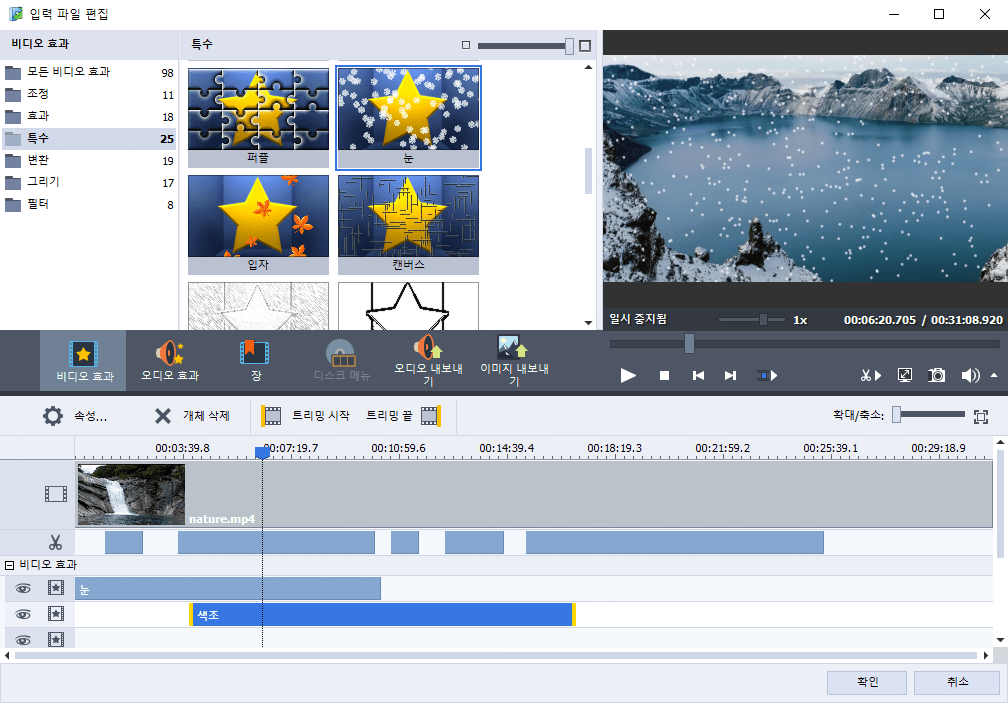 입력 파일 편집
비디오 효과
특수
모든 비디오 효과 98
조정 11
효과 18
특수 25
변환 19
그리기 17
필터 8
퍼즐
눈
입자
캔버스
일시 중지됨
1x
00:06:20.705 / 00:31:08.920
비디오 효과
오디오 효과
장
디스크 메뉴
오디오 내보내
기
이미지 내보내
기
속성...
개체 삭제
트리밍 시작
트리밍 끝
확대/축소:
00:03:39.8
00:07:19.7
00:10:59.6
00:14:39.4
00:18:19.3
00:21:59.2
00:25:39.1
00:29:18.9
nature.mp4
비디오 효과
눈
색조
확인
취소